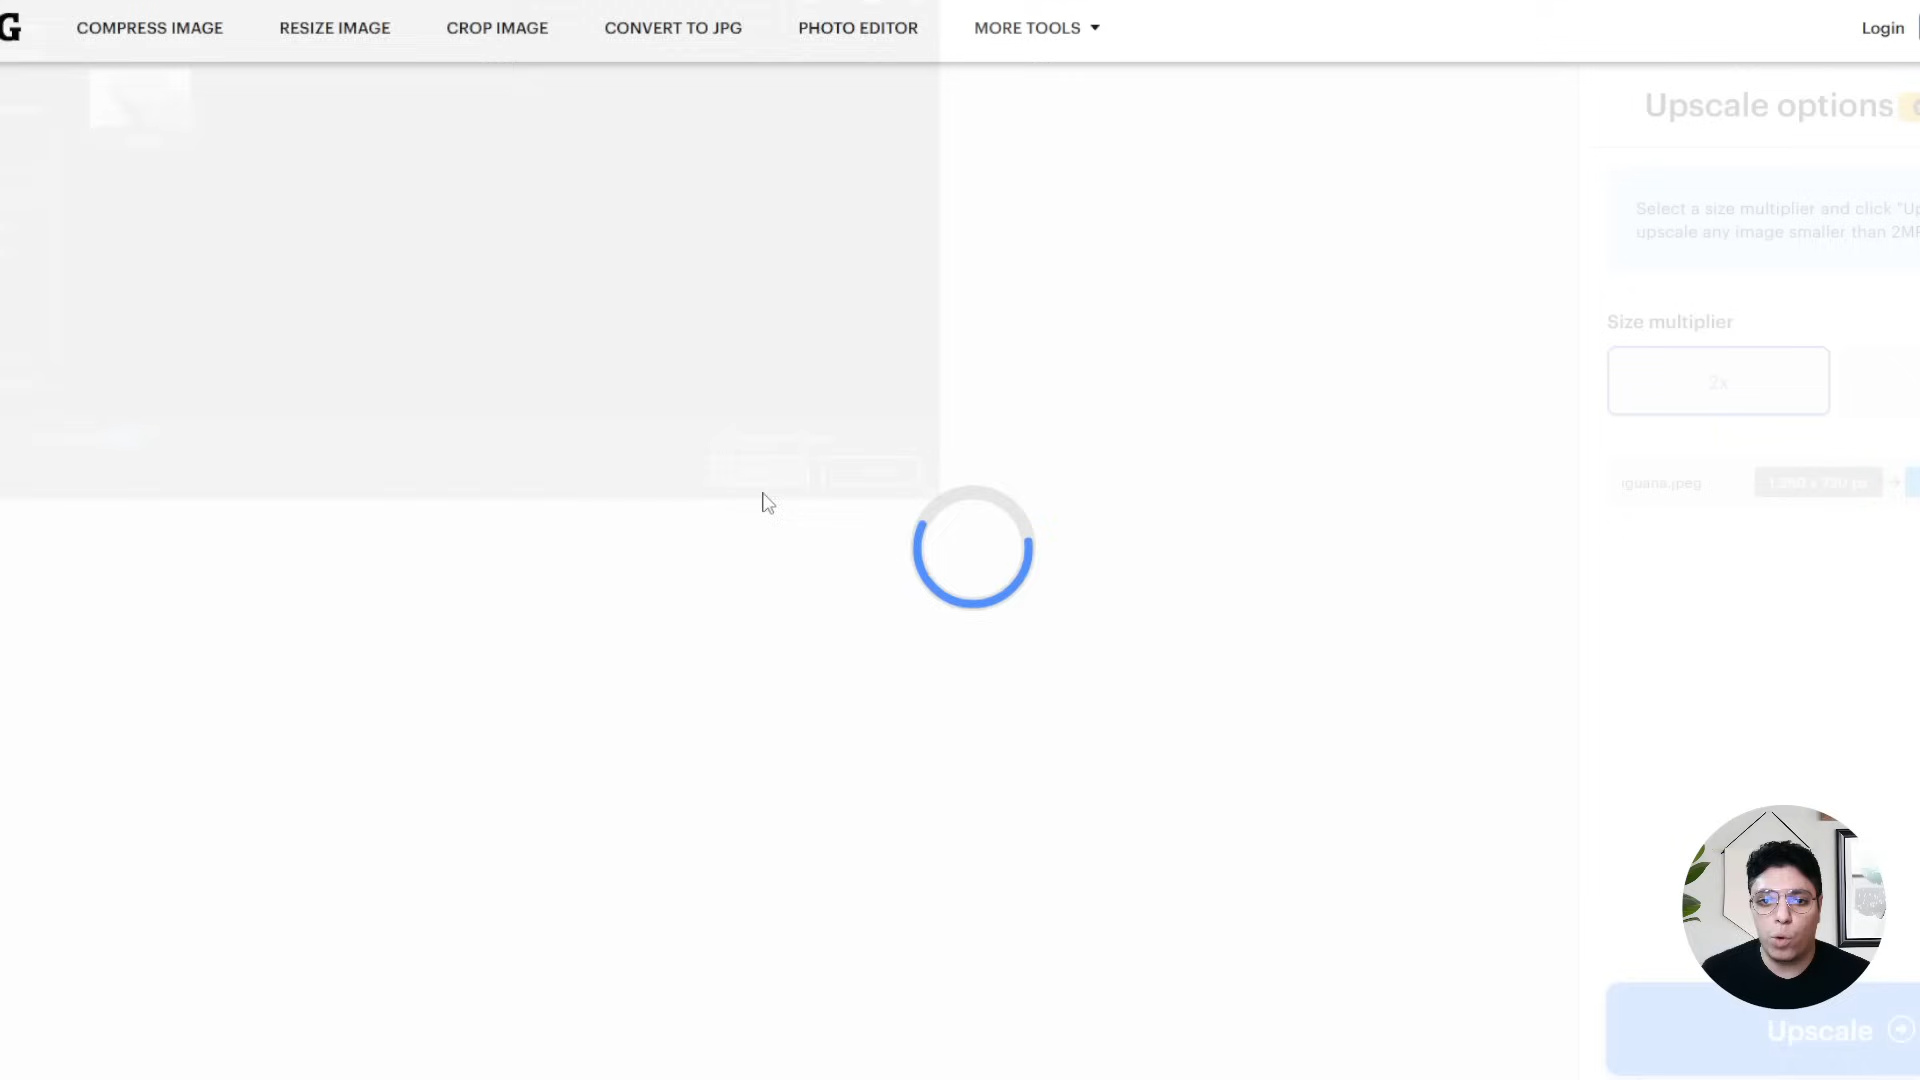 G COMPRESS IMAGE RESIZE IMAGE CROP IMAGE CONVERT TO JPG PHOTO EDITOR MORE TOOLS Login
Upscale options
Select a size multiplier and click "Up
upscale any image smaller than 2MP
Size multiplier
2x
iguana.jpeg
Upscale